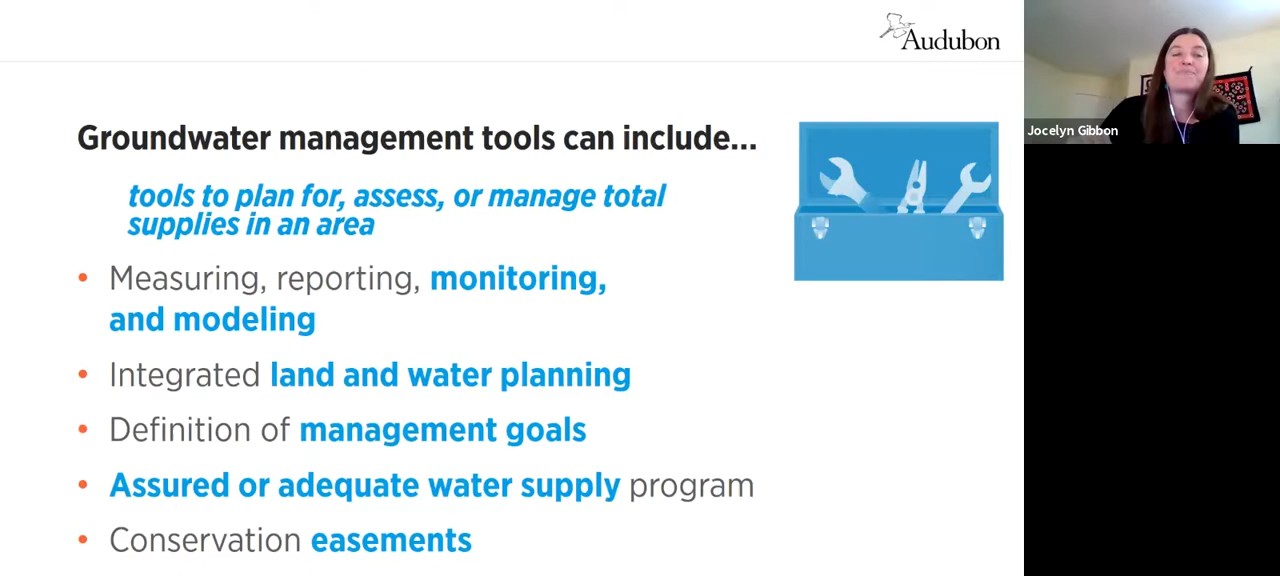 Audubon
Jocelyn Gibbon
Groundwater management tools can include...
tools to plan for, assess, or manage total
supplies in an area
• Measuring, reporting, monitoring,
and modeling
• Integrated land and water planning
• Definition of management goals
• Assured or adequate water supply program
• Conservation easements